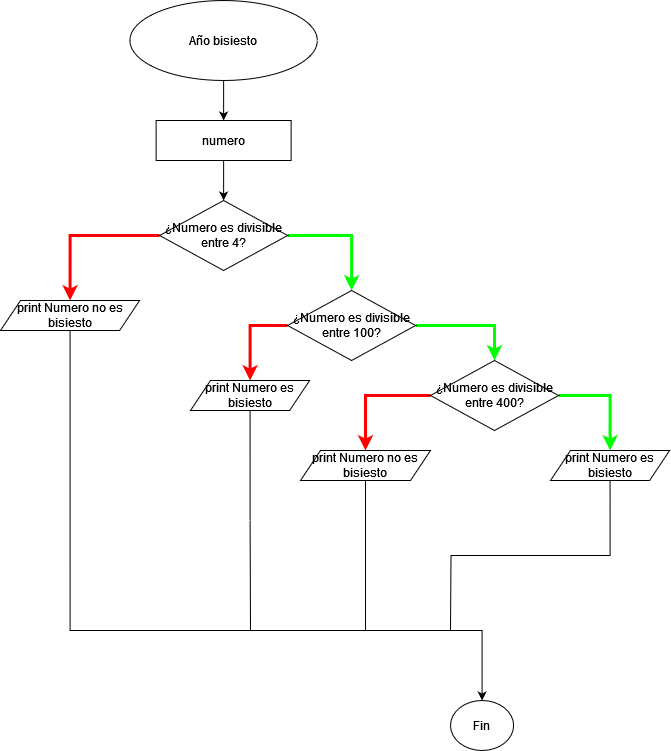 Año bisiesto
numero
¿Numero es divisible
entre 4?
print Numero no es
bisiesto
¿Numero es divisible
entre 100?
print Numero es
bisiesto
¿Numero es divisible
entre 400?
print Numero no es
bisiesto
print Numero es
bisiesto
Fin